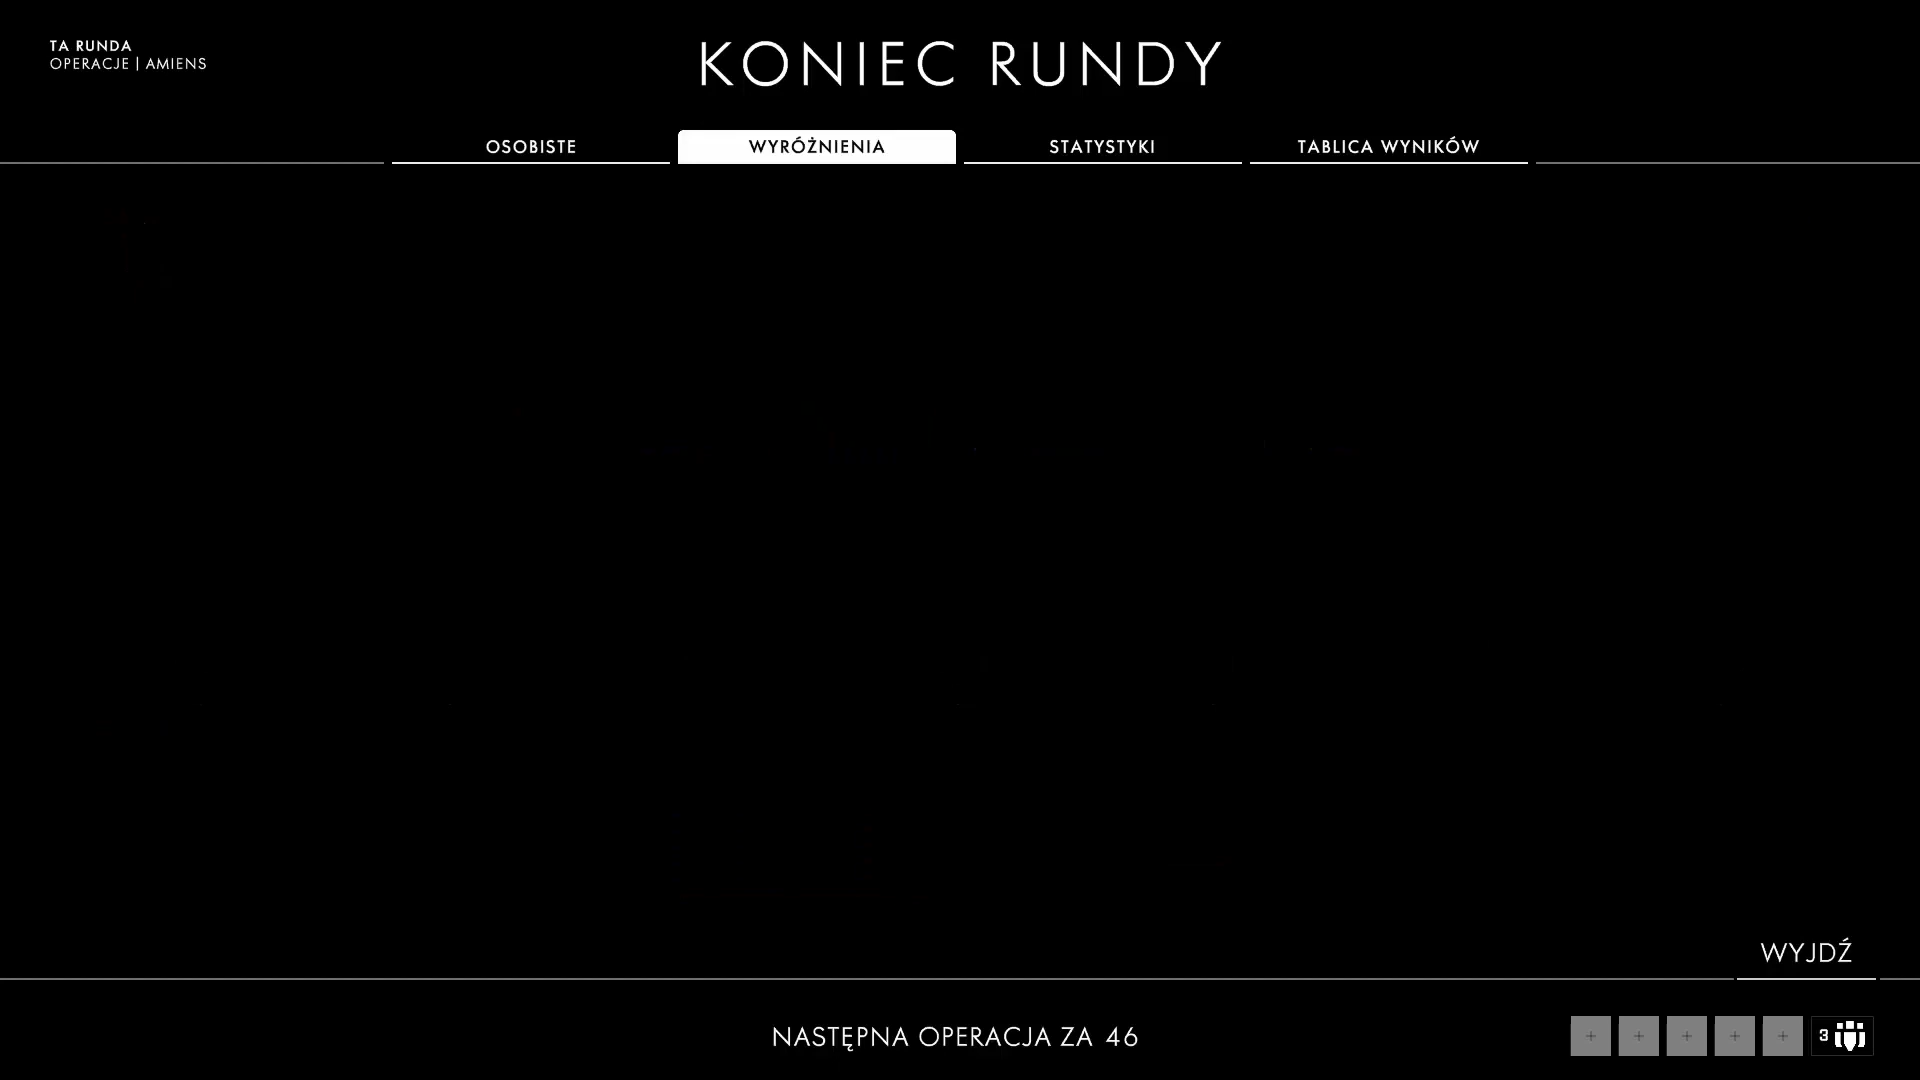 TA RUNDA
OPERACJE | AMIENS
KONIEC RUNDY
OSOBISTE
WYRÓŻNIENIA
STATYSTYKI
TABLICA WYNIKÓW
WYJDŹ
NASTĘPNA OPERACJA ZA 46
+ + + + +
3